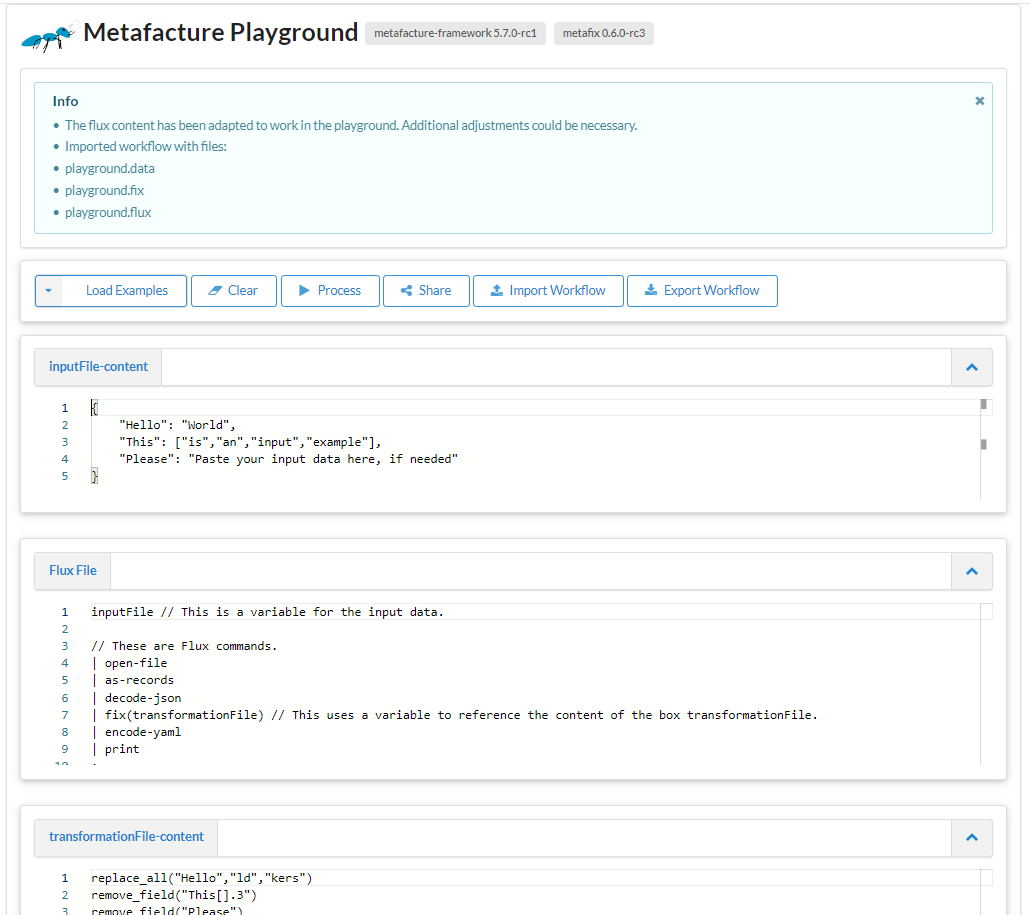 Metafacture Playground metafacture-framework 5.7.0-rc1 metafix 0.6.0-rc3
Info
• The flux content has been adapted to work in the playground. Additional adjustments could be necessary.
• Imported workflow with files:
• playground.data
• playground.fix
• playground.flux
Load Examples Clear Process Share Import Workflow Export Workflow
inputFile-content
1 {
2     "Hello": "World",
3     "This": ["is","an","input","example"],
4     "Please": "Paste your input data here, if needed"
5 }
Flux File
1 inputFile // This is a variable for the input data.
2
3 // These are Flux commands.
4 | open-file
5 | as-records
6 | decode-json
7 | fix(transformationFile) // This uses a variable to reference the content of the box transformationFile.
8 | encode-yaml
9 | print
10
transformationFile-content
1 replace_all("Hello","ld","kers")
2 remove_field("This[].3")
3 remove_field("Please")